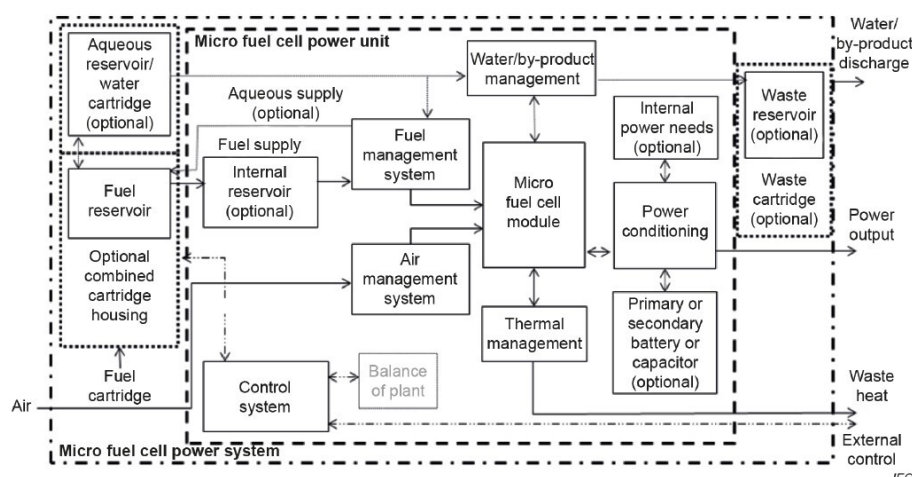 Aqueous
reservoir/
water
cartridge
(optional)
Micro fuel cell power unit
Water/by-product
management
Water/
by-product
discharge
Aqueous supply
(optional)
Fuel
management
system
Internal
power needs
(optional)
Waste
reservoir
(optional)
Fuel supply
Fuel
reservoir
Internal
reservoir
(optional)
Micro
fuel cell
module
Power
conditioning
Waste
cartridge
(optional)
Power
output
Optional
combined
cartridge
housing
Air
management
system
Thermal
management
Primary or
secondary
battery or
capacitor
(optional)
Fuel
cartridge
Air
Control
system
Balance
of plant
Waste
heat
External
control
Micro fuel cell power system